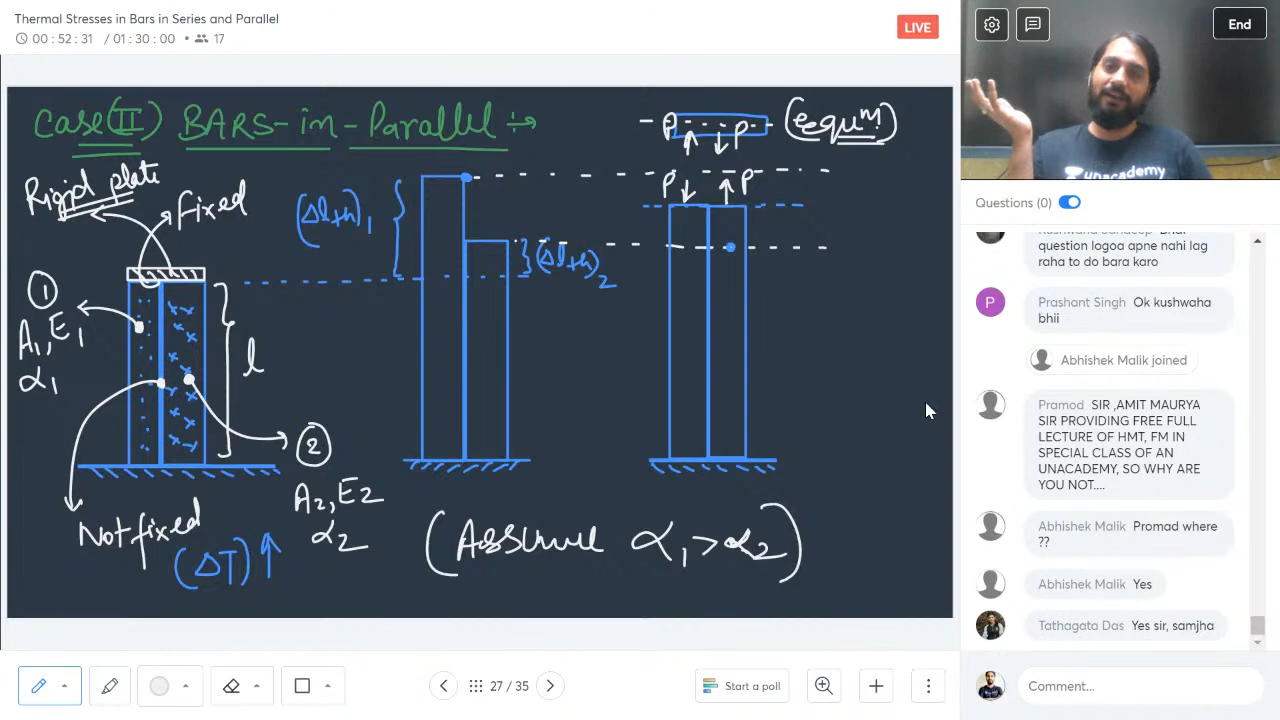 Thermal Stresses in Bars in Series and Parallel
00 : 52 : 31 / 01 : 30 : 00 • 17
LIVE
End
Case(II) BARS-in-Parallel :→
Rigid plate
fixed
(Δlth)1
(Δlth)2
P P (equm)
P P
1
A1, E1
α1
l
2
A2, E2
α2
Not fixed
(ΔT)↑
(Assume α1>α2)
unacademy
Questions (0)
question logoa apne nahi lag
raha to do bara karo
P
Prashant Singh Ok kushwaha
bhii
Abhishek Malik joined
Pramod SIR ,AMIT MAURYA
SIR PROVIDING FREE FULL
LECTURE OF HMT, FM IN
SPECIAL CLASS OF AN
UNACADEMY, SO WHY ARE
YOU NOT....
Abhishek Malik Promad where
??
Abhishek Malik Yes
Tathagata Das Yes sir, samjha
27 / 35
Start a poll
Comment...